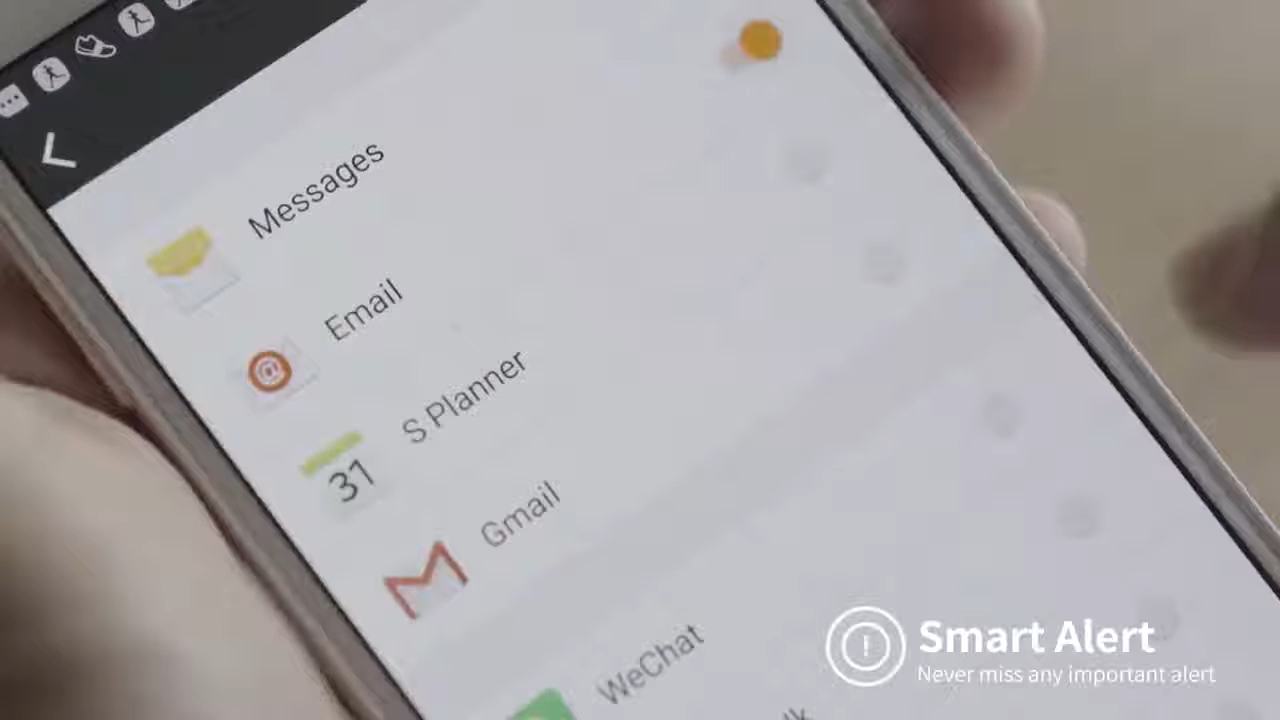 Messages
@
Email
S Planner
31
Gmail
WeChat
Smart Alert
Never miss any important alert